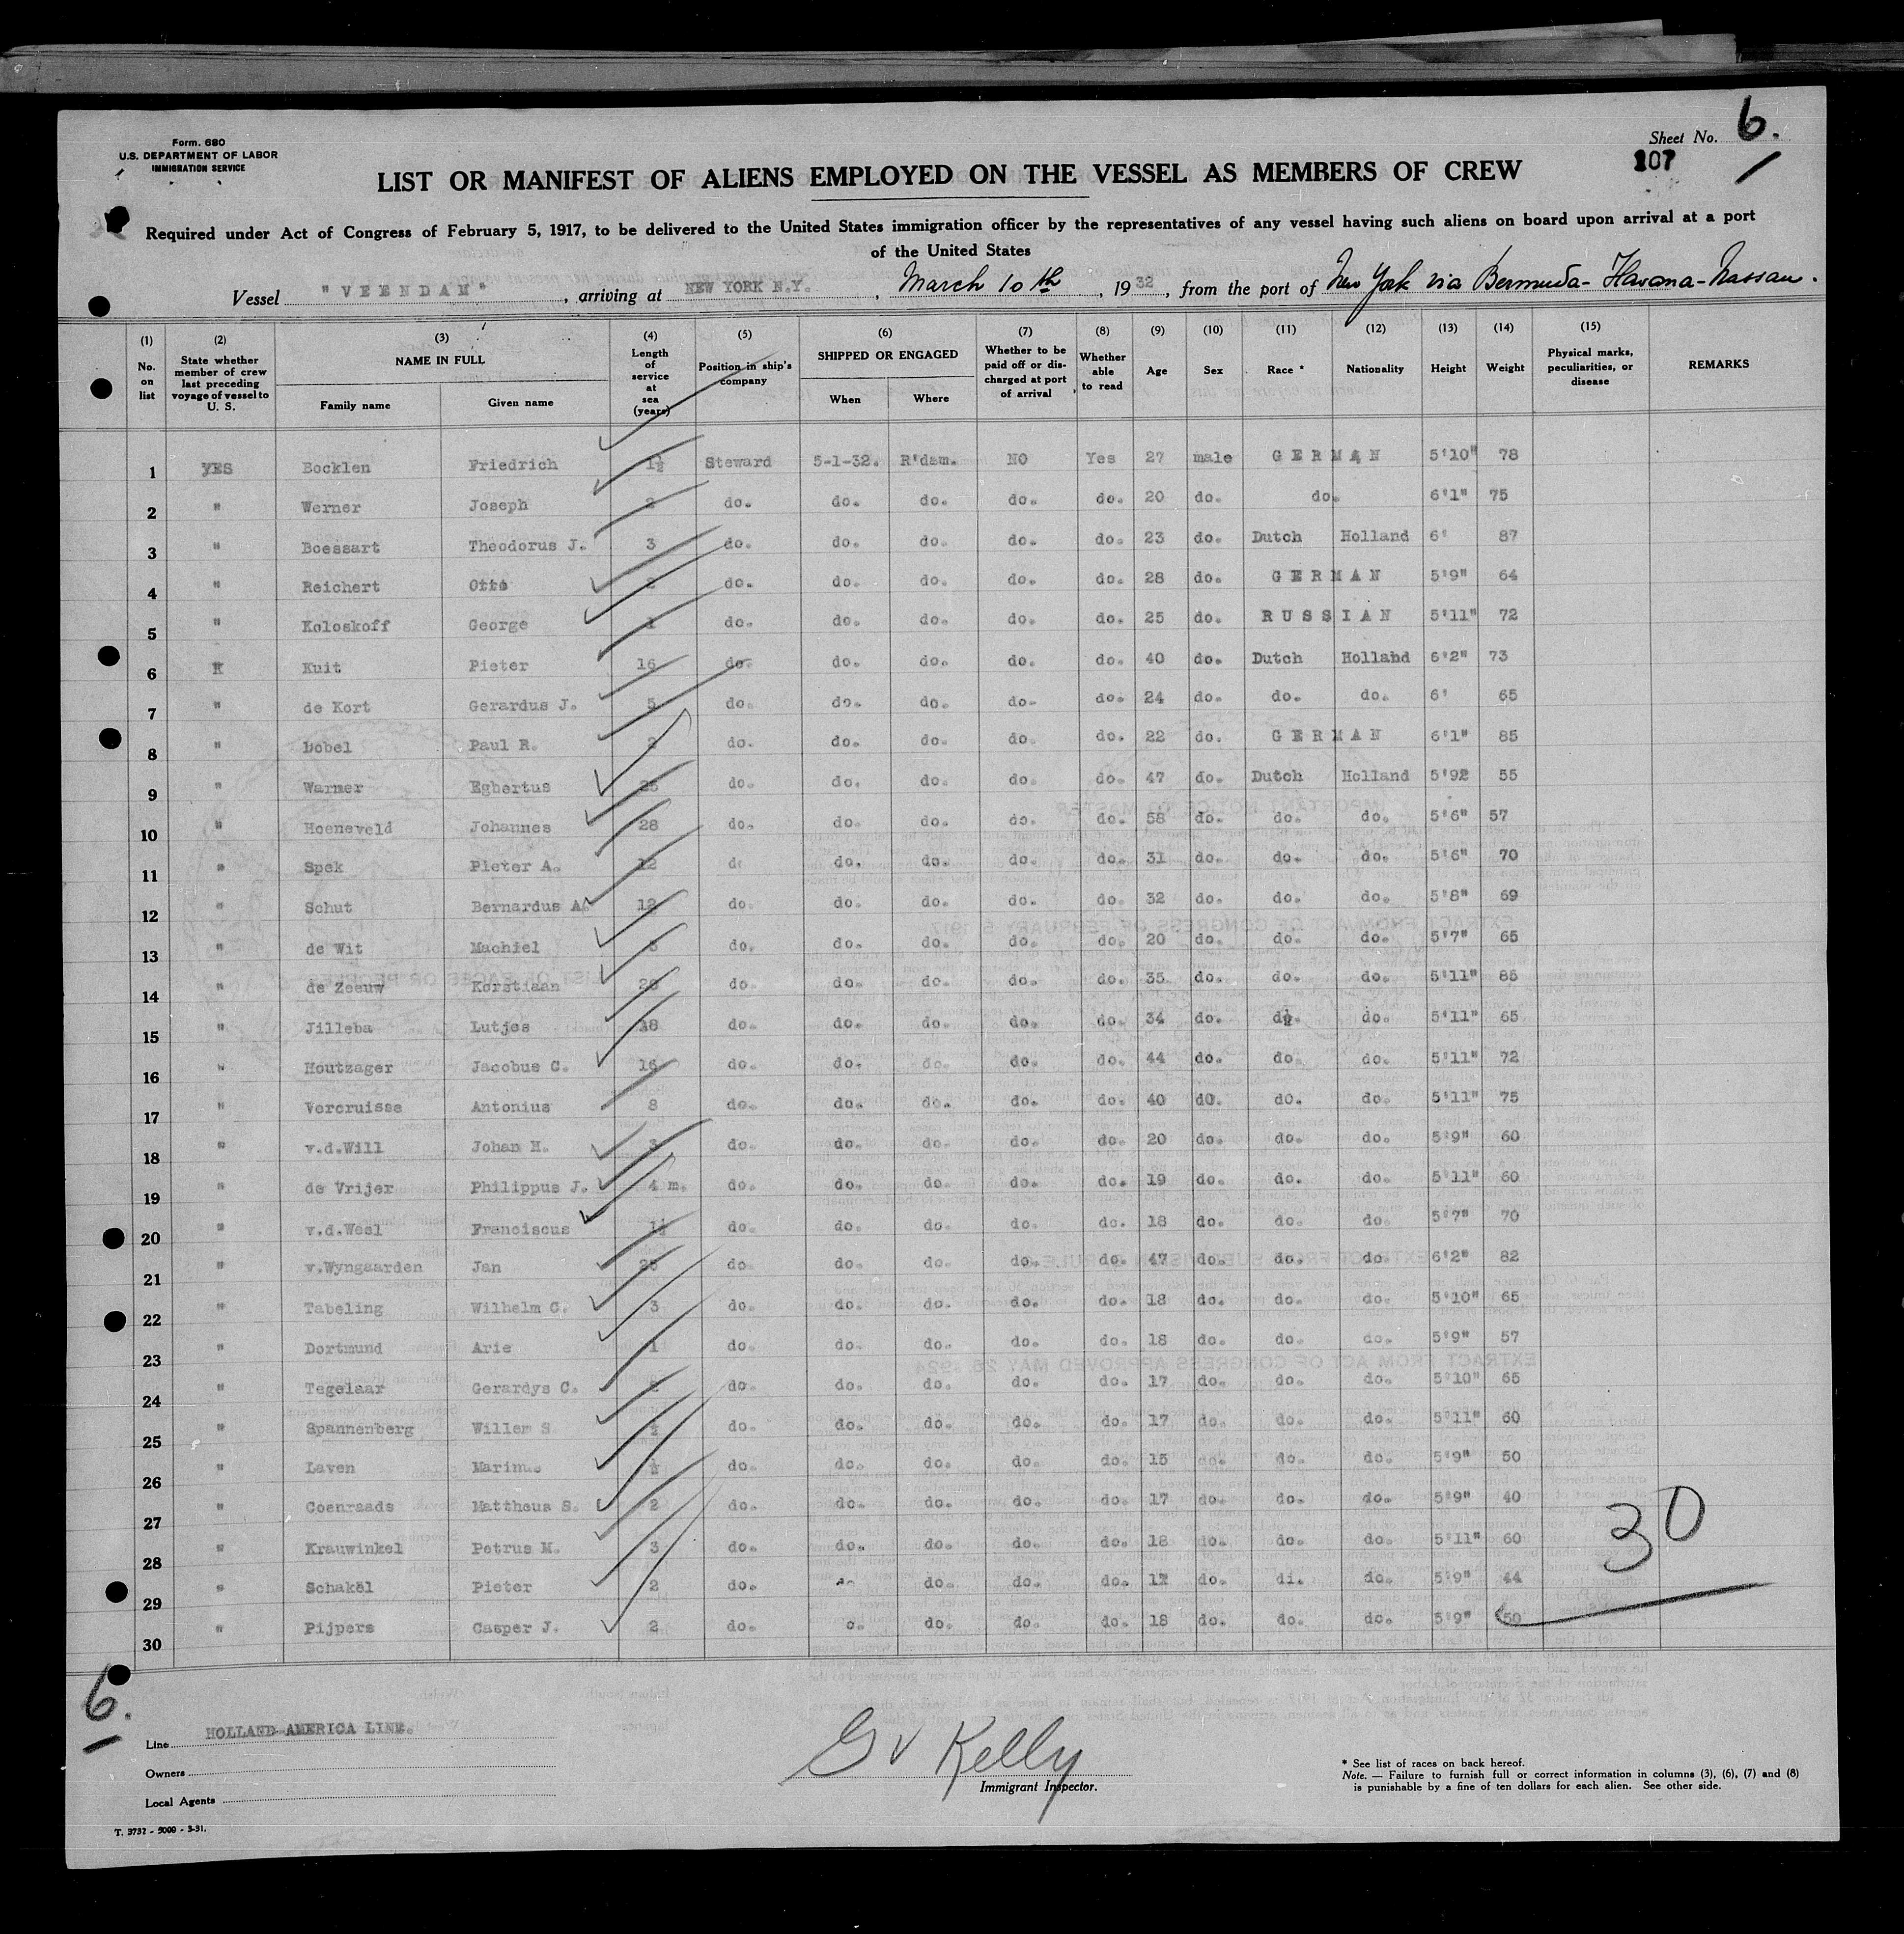 Form. 680
U.S. DEPARTMENT OF LABOR
IMMIGRATION SERVICE
Sheet No. 6.
107
LIST OR MANIFEST OF ALIENS EMPLOYED ON THE VESSEL AS MEMBERS OF CREW
Required under Act of Congress of February 5, 1917, to be delivered to the United States immigration officer by the representatives of any vessel having such aliens on board upon arrival at a port
of the United States
Vessel "VEENDAM", arriving at NEW YORK N.Y., March 10th, 1932, from the port of New York via Bermuda-Havana-Nassau.
(1) No. on list (2) State whether member of crew last preceding voyage of vessel to U. S. (3) NAME IN FULL Family name Given name (4) Length of service at sea (years) (5) Position in ship's company (6) SHIPPED OR ENGAGED When Where (7) Whether to be paid off or discharged at port of arrival (8) Whether able to read (9) Age (10) Sex (11) Race * (12) Nationality (13) Height (14) Weight (15) Physical marks, peculiarities, or disease REMARKS
1 YES Bocklen Friedrich 1½ Steward 5-1-32. R'dam. NO Yes 27 male GERMAN 5'10" 78
2 " Werner Joseph 2 do. do. do. do. do. 20 do. do. 6'1" 75
3 " Boessart Theodorus J. 3 do. do. do. do. do. 23 do. Dutch Holland 6' 87
4 " Reichert Otto 2 do. do. do. do. do. 28 do. GERMAN 5'9" 64
5 " Koloskoff George 1 do. do. do. do. do. 25 do. RUSSIAN 5'11" 72
6 " Kuit Pieter 16 do. do. do. do. do. 40 do. Dutch Holland 6'2" 73
7 " de Kort Gerardus J. 5 do. do. do. do. do. 24 do. do. do. 6' 65
8 " Dobel Paul R. 2 do. do. do. do. do. 22 do. GERMAN 6'1" 85
9 " Warmer Egbertus 25 do. do. do. do. do. 47 do. Dutch Holland 5'92 55
10 " Hoeneveld Johannes 28 do. do. do. do. do. 58 do. do. do. 5'6" 57
11 " Spek Pieter A. 12 d do. do. do. do. 31 do. do. do. 5'6" 70
12 " Schut Bernardus A. 12 do. do. do. do. do. 32 do. do. do. 5'8" 69
13 " de Wit Machiel do. do. do. do. do. 20 do. do. do. 5'7" 65
14 " de Zeeuw Korstiaan do. do. do. do. do. 35 do. do. do. 5'11" 85
15 " Jilleba Lutjes 18 do. do. do. do. do. 34 do. do. do. 5'11" 65
16 " Houtzager Jacobus C. 16 do. do. do. do. do. 44 do. do. do. 5'11" 72
17 " Vercruisse Antonius 8 do. do. do. do. do. 40 do. do. do. 5'11" 75
18 " v.d.Will Johan H. 3 do. do. do. do. do. 20 do. do. do. 5'9" 60
19 " de Vrijer Philippus J. 4 m. do. do. do. do. do. 19 do. do. do. 5'11" 60
20 " v.d.Wesl Franciscus 1½ do. do. do. do. do. 18 do. do. do. 5'7" 70
21 " v.Wyngaarden Jan 25 do. do. do. do. do. 47 do. do. do. 6'2" 82
22 " Tabeling Wilhelm C. 3 do. do. do. do. do. 18 do. do. do. 5'10" 65
23 " Dortmund Arie 1 do. do. do. do. do. 18 do. do. do. 5'9" 57
24 " Tegelaar Gerardys C. 2 do. do. do. do. do. 17 do. do. do. 5'10" 65
25 " Spannenberg Willem S ½ do. do. do. do. do. 17 do. do. do. 5'11" 60
26 " Laven Marinus ½ do. do. do. do. do. 15 do. do. do. 5'9" 50
27 " Coenraads Mattheus S. 2 do. do. do. do. do. 17 do. do. do. 5'9" 40
28 " Krauwinkel Petrus M. 3 do. do. do. do. do. 18 do. do. do. 5'11" 60
29 " Schakel Pieter 2 do. do. do. do. 17 do. di. do. 5'9" 44
30 " Pijpers Casper J. 2 do. o. do. do. do. 18 do. do. do. 5'9" 50
30
6.
Line HOLLAND-AMERICA LINE.
Owners
Local Agents
G V Kelly
Immigrant Inspector.
* See list of races on back hereof.
Note. — Failure to furnish full or correct information in columns (3), (6), (7) and (8)
is punishable by a fine of ten dollars for each alien. See other side.
T. 3732 - 5000 - 3-31.